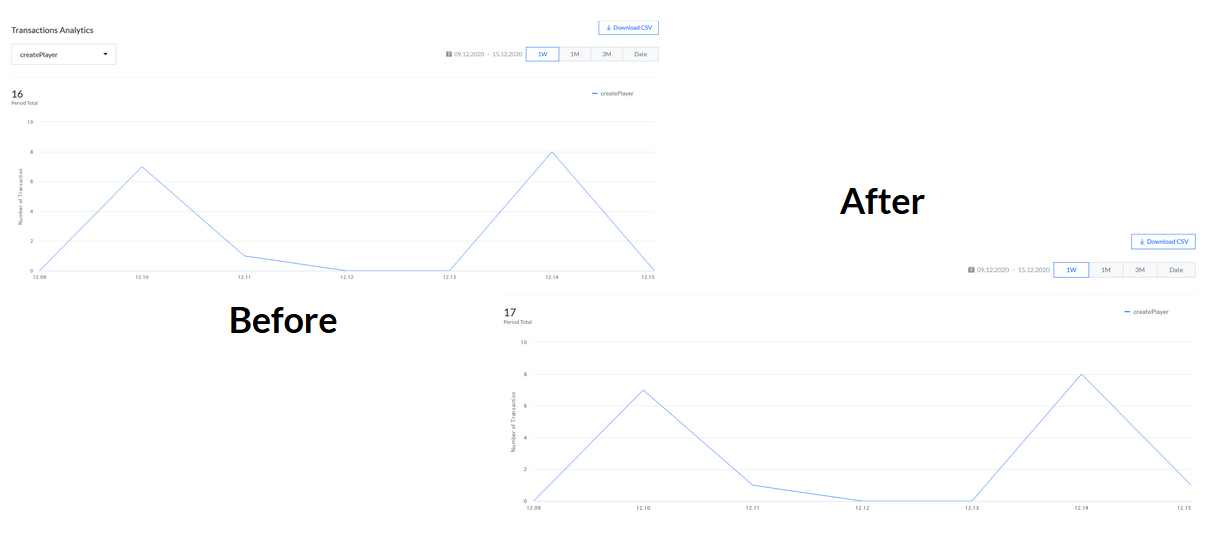 Transactions Analytics
Download CSV
createPlayer
09.12.2020 - 15.12.2020 1W 1M 3M Date
16
Period Total
createPlayer
10
8
6
4
2
0
Number of Transaction
12.09 12.10 12.11 12.12 12.13 12.14 12.15
Before
After
Download CSV
09.12.2020 - 15.12.2020 1W 1M 3M Date
17
Period Total
createPlayer
10
8
6
4
2
0
Number of Transaction
12.09 12.10 12.11 12.12 12.13 12.14 12.15